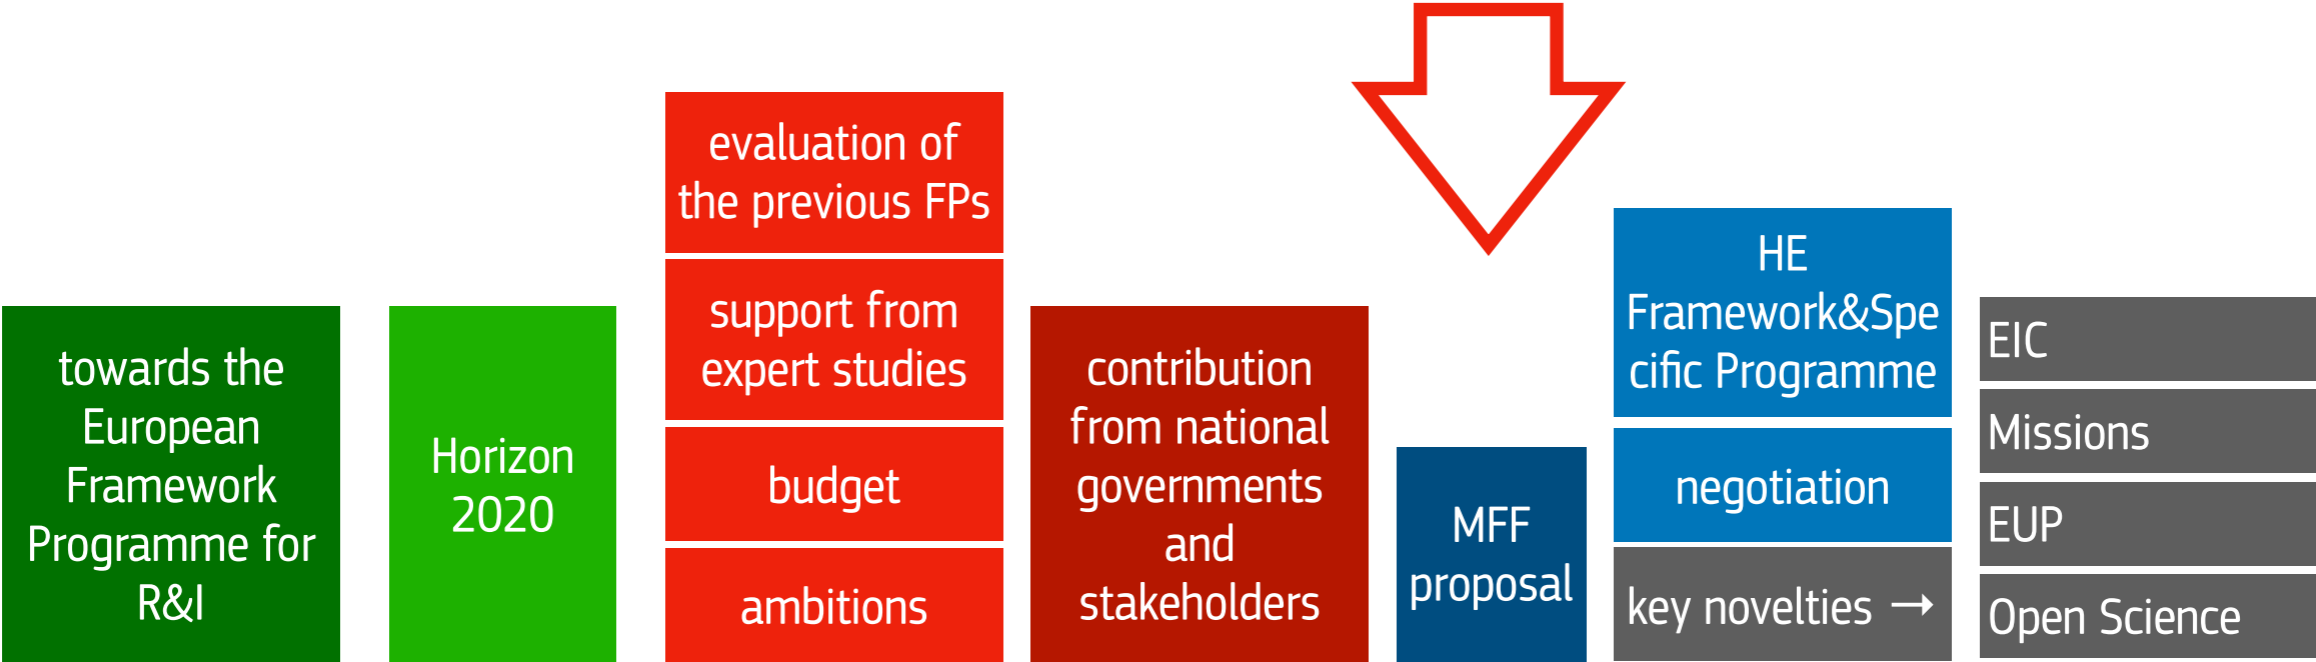 towards the
European
Framework
Programme for
R&I
Horizon
2020
evaluation of
the previous FPs
support from
expert studies
budget
ambitions
contribution
from national
governments
and
stakeholders
MFF
proposal
HE
Framework&Spe
cific Programme
negotiation
key novelties →
EIC
Missions
EUP
Open Science